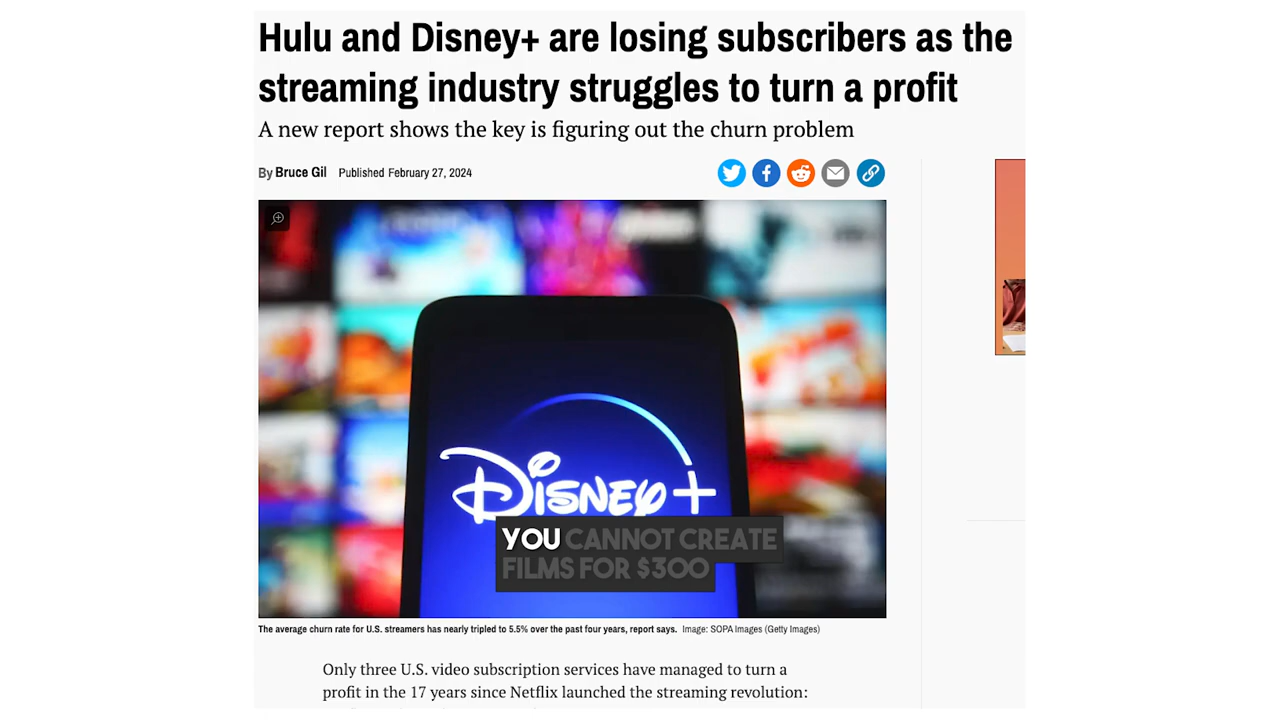 Hulu and Disney+ are losing subscribers as the
streaming industry struggles to turn a profit
A new report shows the key is figuring out the churn problem
By Bruce Gil Published February 27, 2024
DISNEY+
YOU CANNOT CREATE
FILMS FOR $300
The average churn rate for U.S. streamers has nearly tripled to 5.5% over the past four years, report says. Image: SOPA Images (Getty Images)
Only three U.S. video subscription services have managed to turn a
profit in the 17 years since Netflix launched the streaming revolution: